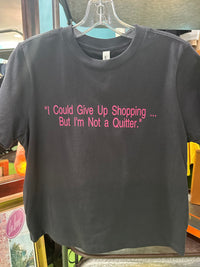 "I Could Give Up Shopping ...
But I'm Not a Quitter."